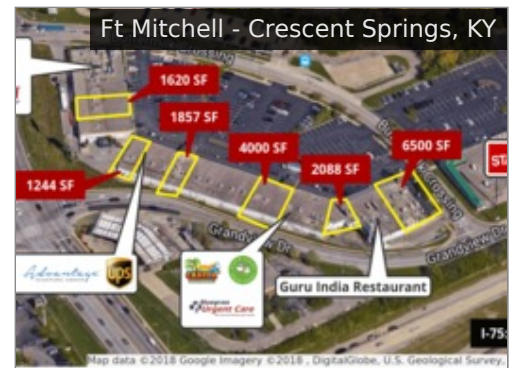 Ft Mitchell - Crescent Springs, KY
1620 SF
1857 SF
4000 SF
2088 SF
6500 SF
1244 SF
Grandview Dr
Grandview Dr
Crossing
Crossing
Advantage
ups
Urgent Care
Guru India Restaurant
I-75:
Map data ©2018 Google Imagery ©2018 , DigitalGlobe, U.S. Geological Survey,